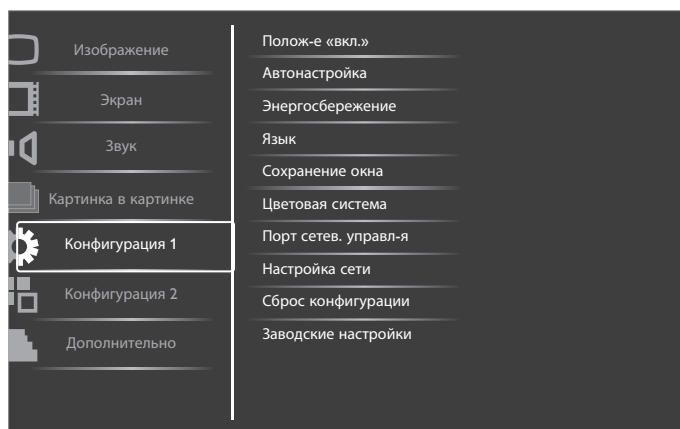 Изображение
Экран
Звук
Картинка в картинке
Конфигурация 1
Конфигурация 2
Дополнительно
Полож-е «вкл.»
Автонастройка
Энергосбережение
Язык
Сохранение окна
Цветовая система
Порт сетев. управл-я
Настройка сети
Сброс конфигурации
Заводские настройки